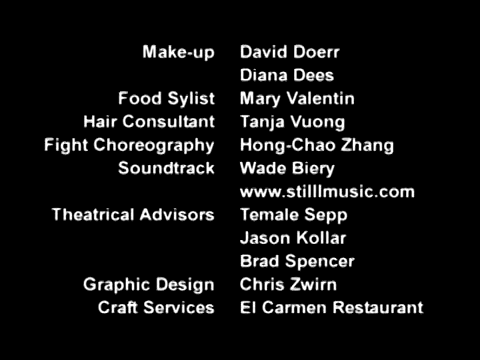 Make-up David Doerr
Diana Dees
Food Sylist Mary Valentin
Hair Consultant Tanja Vuong
Fight Choreography Hong-Chao Zhang
Soundtrack Wade Biery
www.stilllmusic.com
Theatrical Advisors Temale Sepp
Jason Kollar
Brad Spencer
Graphic Design Chris Zwirn
Craft Services El Carmen Restaurant